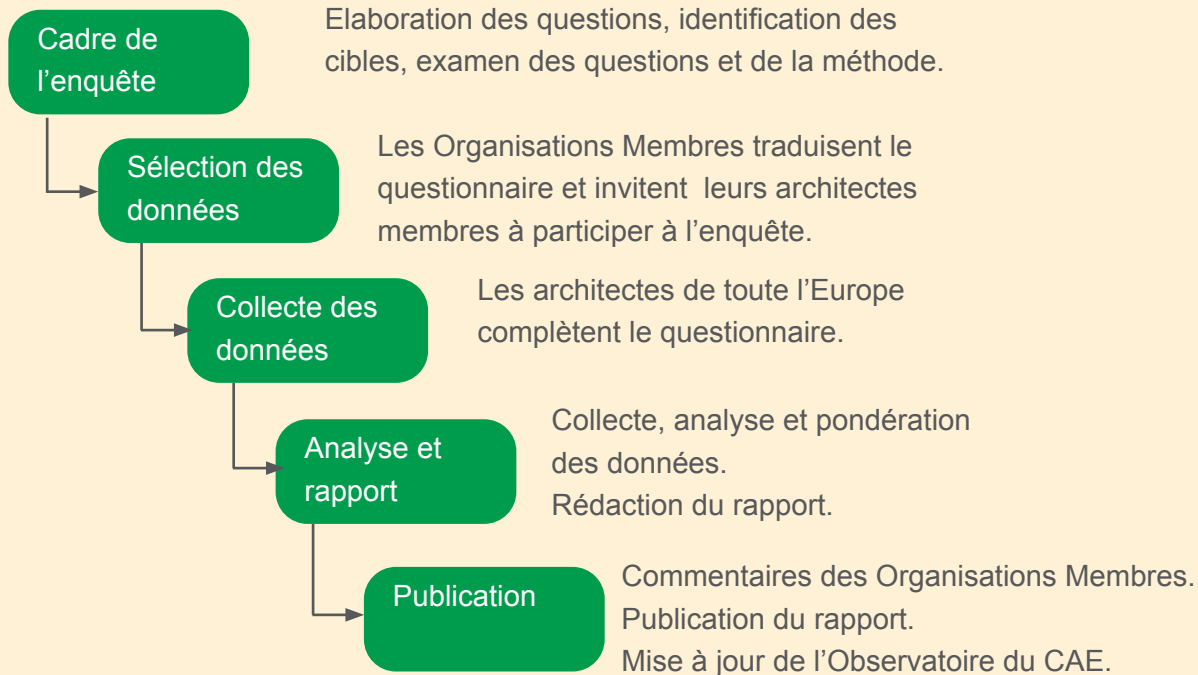 Cadre de
l’enquête
Elaboration des questions, identification des
cibles, examen des questions et de la méthode.
Sélection des
données
Les Organisations Membres traduisent le
questionnaire et invitent  leurs architectes
membres à participer à l’enquête.
Collecte des
données
Les architectes de toute l’Europe
complètent le questionnaire.
Analyse et
rapport
Collecte, analyse et pondération
des données.
Rédaction du rapport.
Publication
Commentaires des Organisations Membres.
Publication du rapport.
Mise à jour de l’Observatoire du CAE.